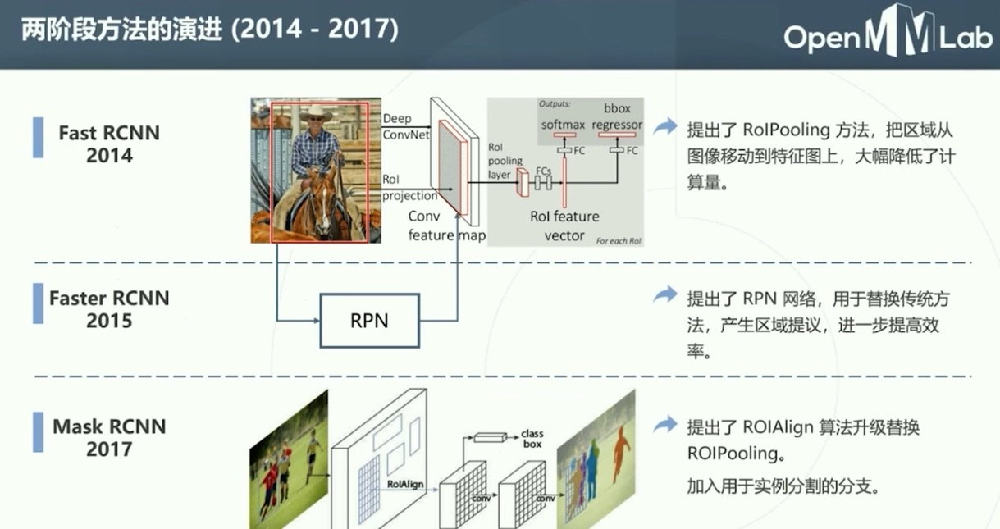 两阶段方法的演进 (2014 - 2017)
OpenMMLab
Fast RCNN
2014
Deep
ConvNet
RoI
projection
Conv
feature map
RoI
pooling
layer
FCs
RoI feature
vector
Outputs:
softmax
bbox
regressor
FC
FC
For each RoI
提出了 RoIPooling 方法，把区域从
图像移动到特征图上，大幅降低了计
算量。
Faster RCNN
2015
RPN
提出了 RPN 网络，用于替换传统方
法，产生区域提议，进一步提高效
率。
Mask RCNN
2017
RoIAlign
class
box
conv
conv
提出了 ROIAlign 算法升级替换
ROIPooling。
加入用于实例分割的分支。